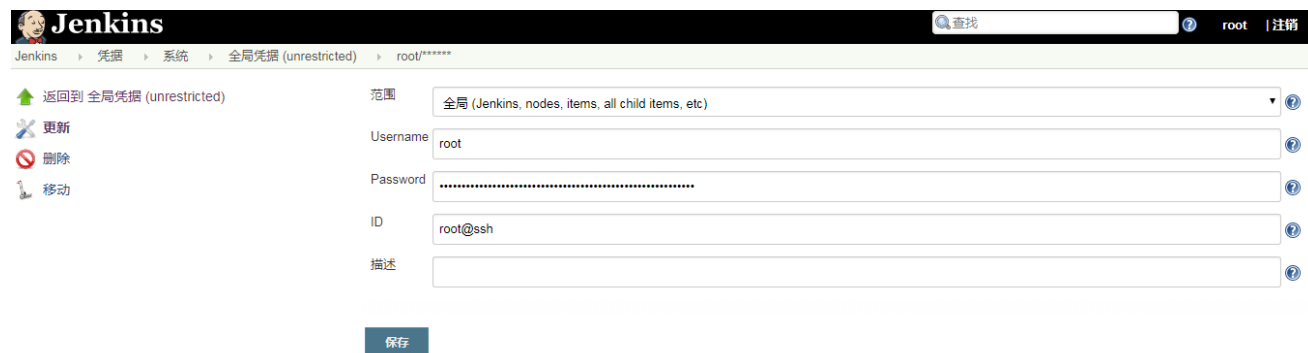 Jenkins
查找
root | 注销
Jenkins 凭据 系统 全局凭据 (unrestricted) root/******
返回到 全局凭据 (unrestricted)
更新
删除
移动
范围 全局 (Jenkins, nodes, items, all child items, etc)
Username root
Password
ID root@ssh
描述
保存